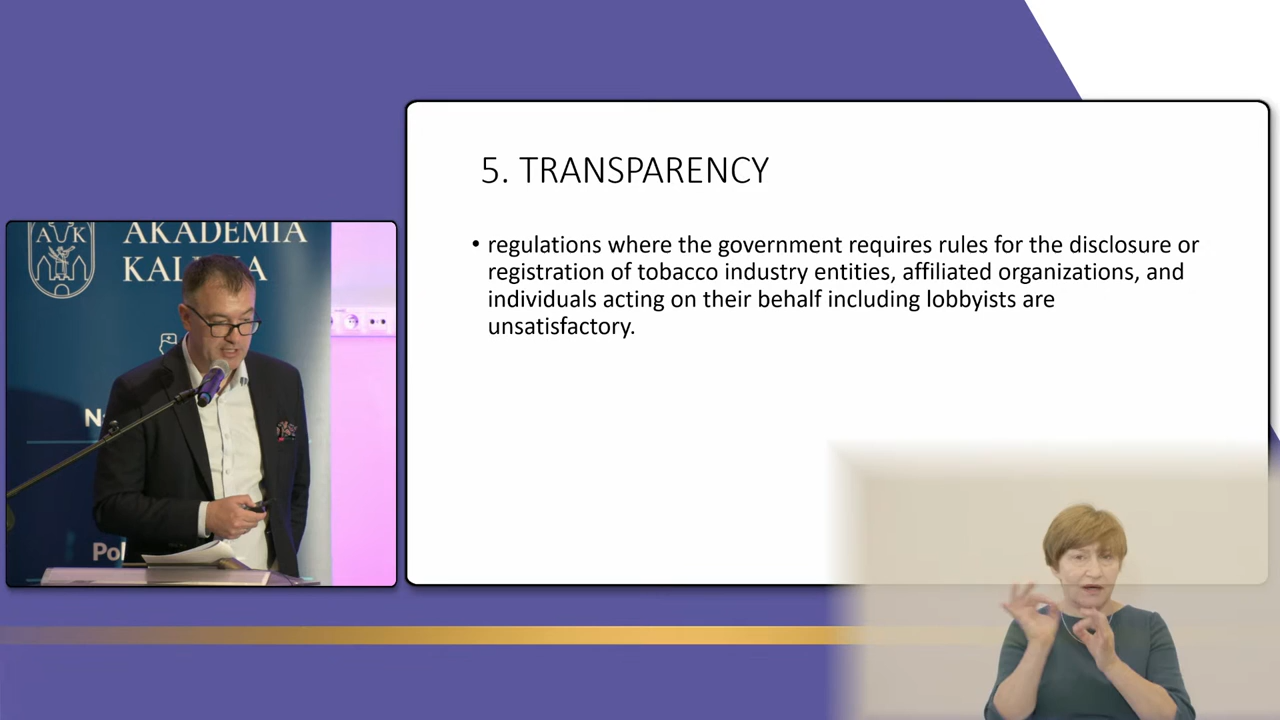 5. TRANSPARENCY
• regulations where the government requires rules for the disclosure or
registration of tobacco industry entities, affiliated organizations, and
individuals acting on their behalf including lobbyists are
unsatisfactory.
A K
AKADEMIA